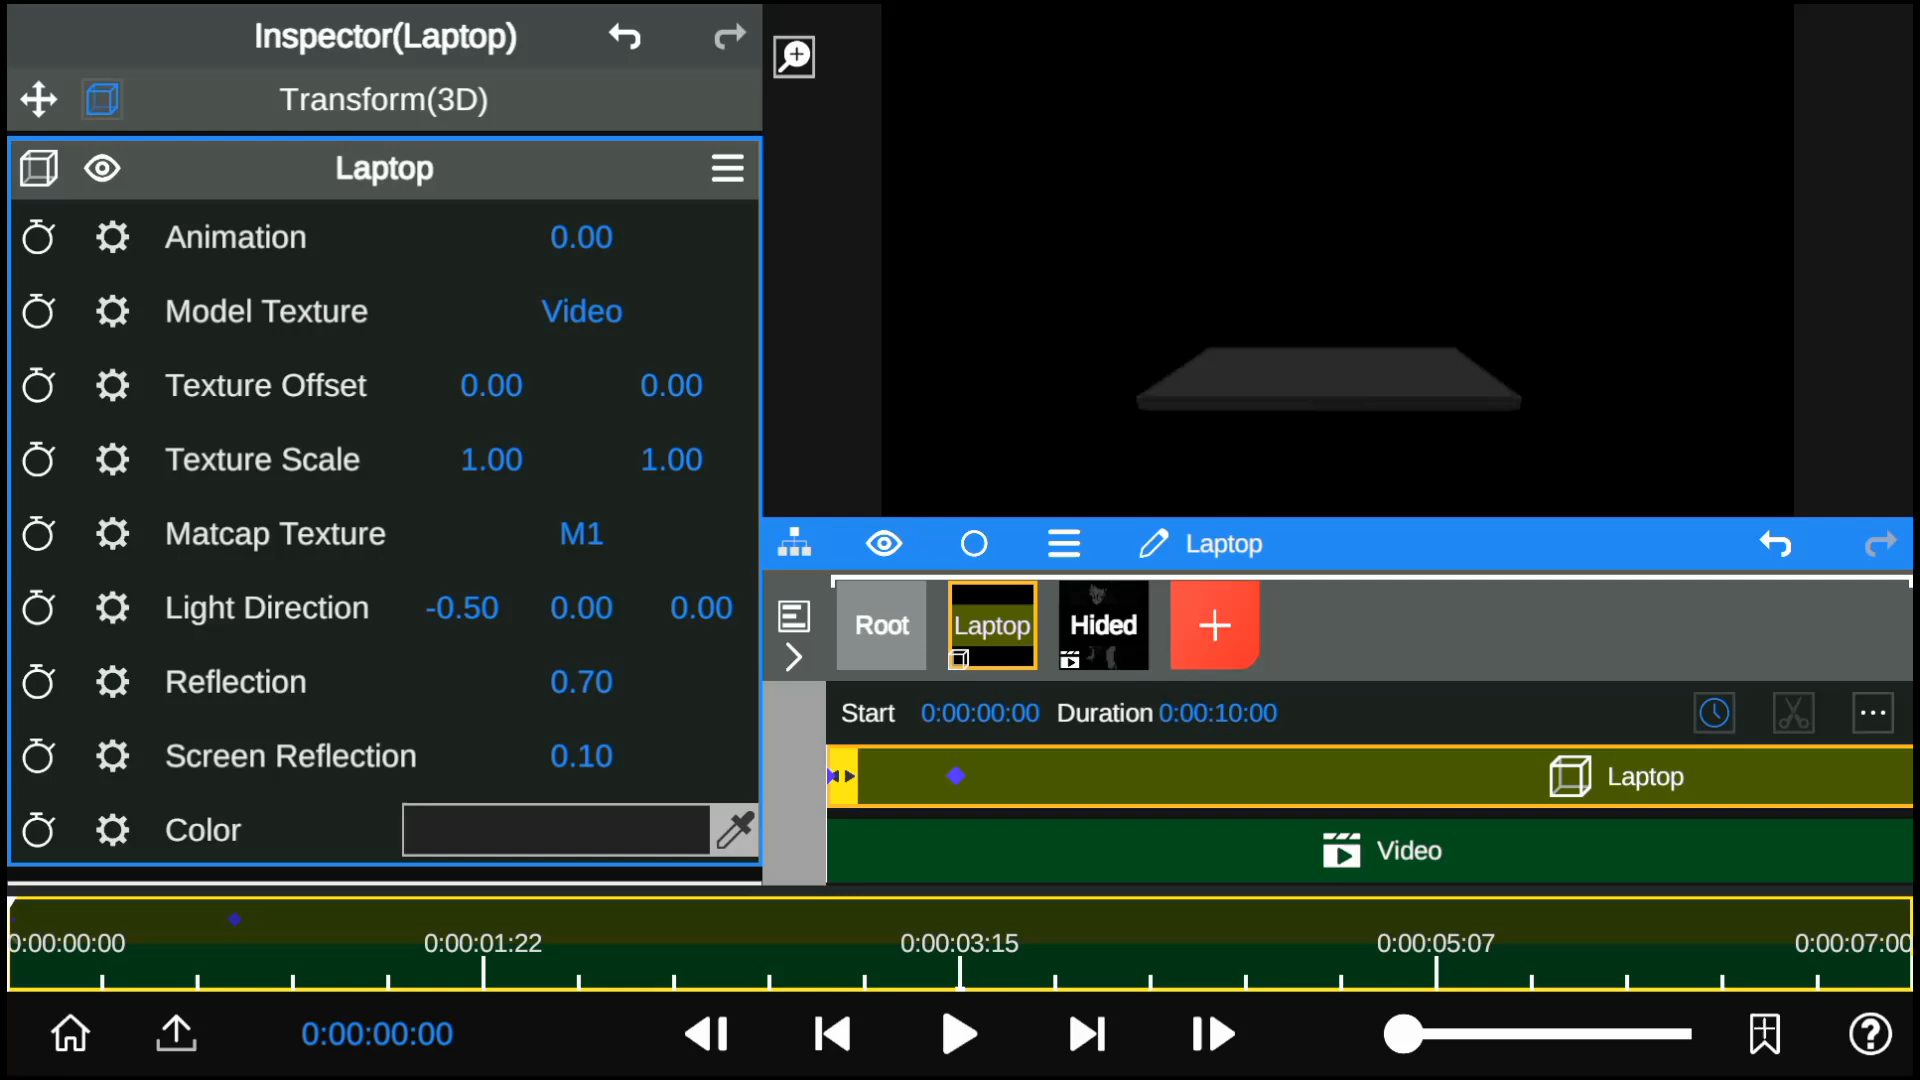 Inspector(Laptop)
Transform(3D)
Laptop
Animation 0.00
Model Texture Video
Texture Offset 0.00 0.00
Texture Scale 1.00 1.00
Matcap Texture M1
Light Direction -0.50 0.00 0.00
Reflection 0.70
Screen Reflection 0.10
Color
Laptop
Root Laptop Hided
Start 0:00:00:00 Duration 0:00:10:00
Laptop
Video
0:00:00:00 0:00:01:22 0:00:03:15 0:00:05:07 0:00:07:00
0:00:00:00